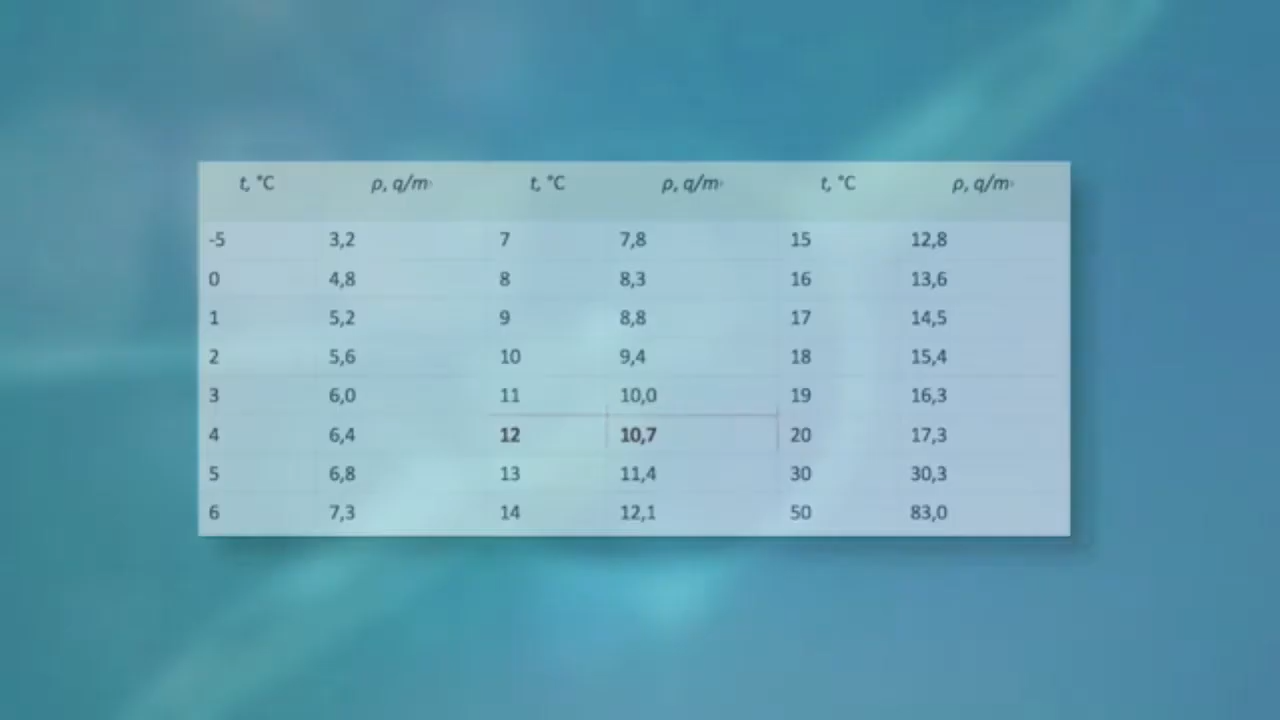 t, °C ρ, q/m³ t, °C ρ, q/m³ t, °C ρ, q/m³
-5 3,2 7 7,8 15 12,8
0 4,8 8 8,3 16 13,6
1 5,2 9 8,8 17 14,5
2 5,6 10 9,4 18 15,4
3 6,0 11 10,0 19 16,3
4 6,4 12 10,7 20 17,3
5 6,8 13 11,4 30 30,3
6 7,3 14 12,1 50 83,0